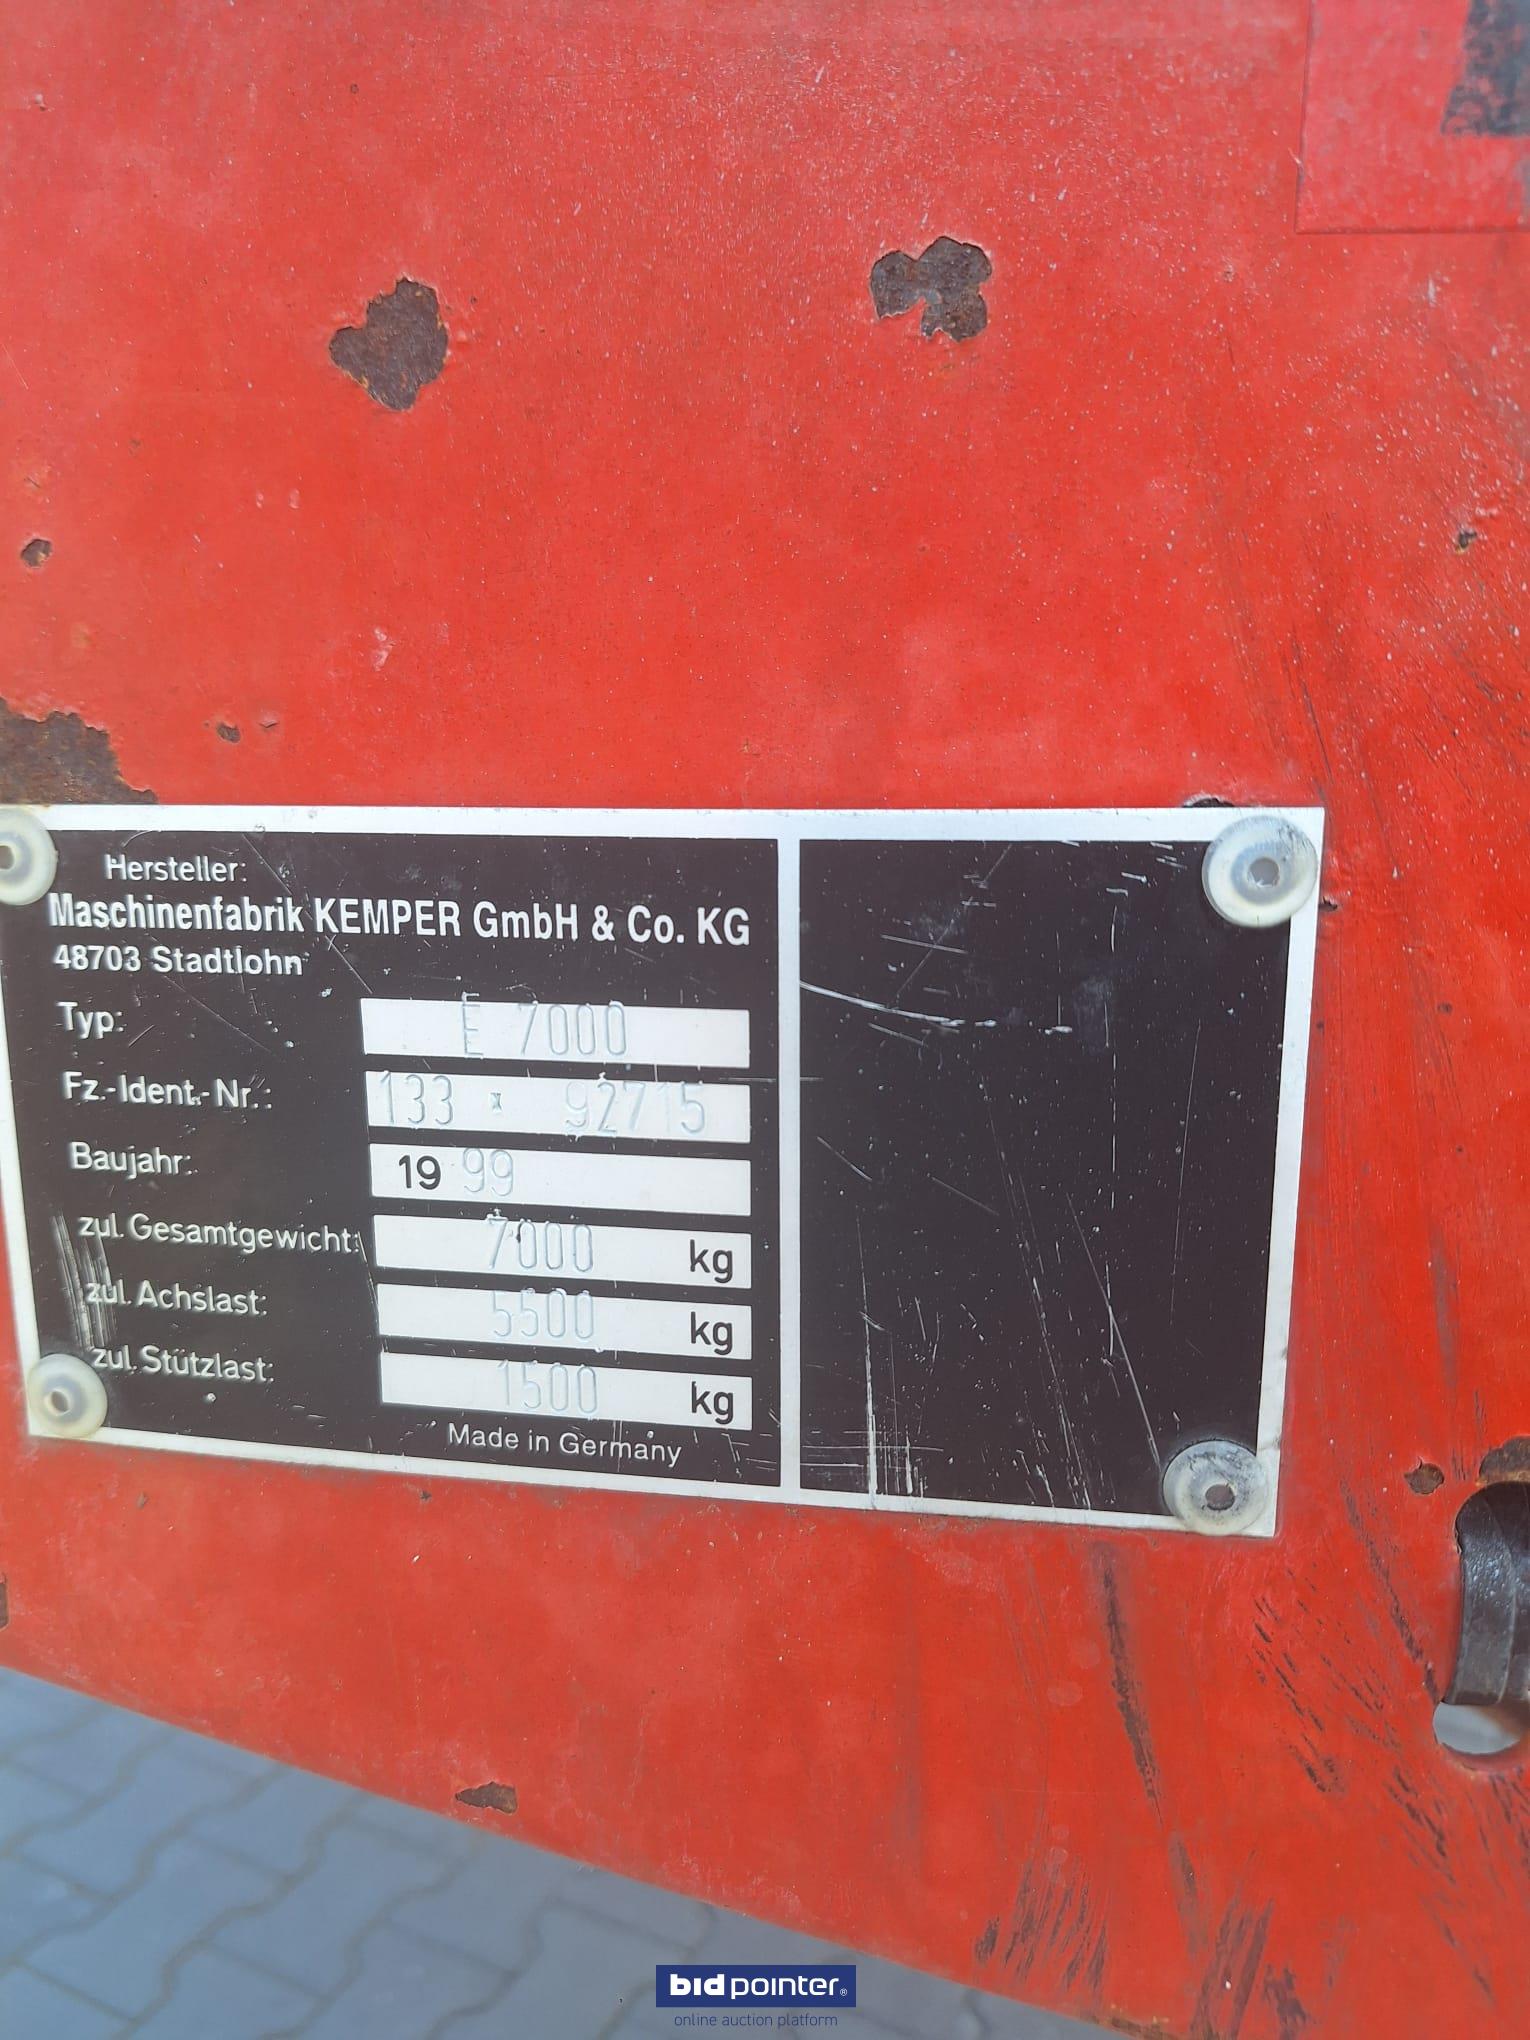 Hersteller:
Maschinenfabrik KEMPER GmbH & Co. KG
48703 Stadtlohn
Typ: E 7000
Fz.-Ident.-Nr.: 133 x 92715
Baujahr: 19 99
zul. Gesamtgewicht: 7000 kg
zul. Achslast: 5500 kg
zul. Stützlast: 1500 kg
Made in Germany
bidpointer®
online auction platform